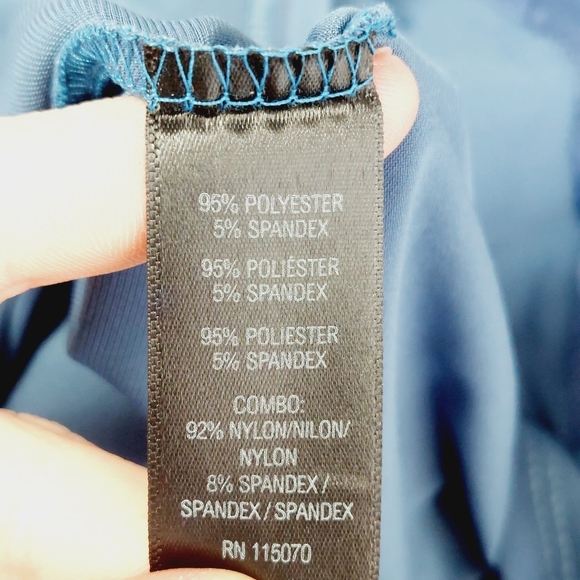 95% POLYESTER
5% SPANDEX
95% POLIÉSTER
5% SPANDEX
95% POLIESTER
5% SPANDEX
COMBO:
92% NYLON/NILON/
NYLON
8% SPANDEX /
SPANDEX / SPANDEX
RN 115070